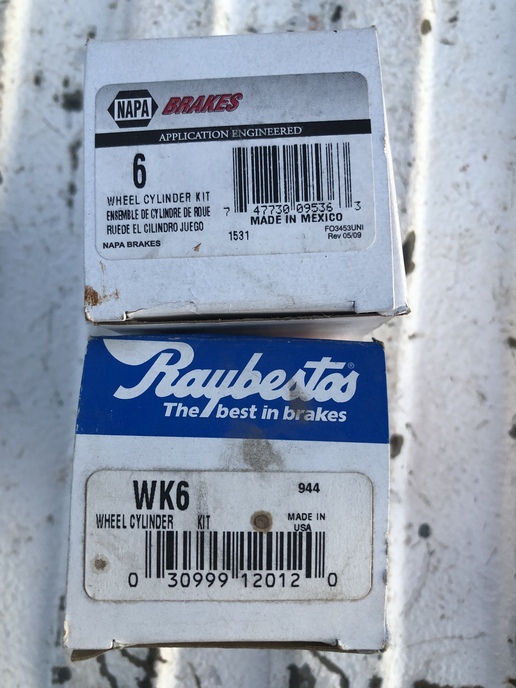 NAPA BRAKES
APPLICATION ENGINEERED
6
WHEEL CYLINDER KIT
ENSEMBLE DE CYLINDRE DE ROUE
RUEDE EL CILINDRO JUEGO
NAPA BRAKES
7 47730 09536 3
MADE IN MEXICO
1531
FO3453UNI
Rev 05/09
Raybestos®
The best in brakes
WK6
944
WHEEL CYLINDER KIT
MADE IN
USA
0 30999 12012 0